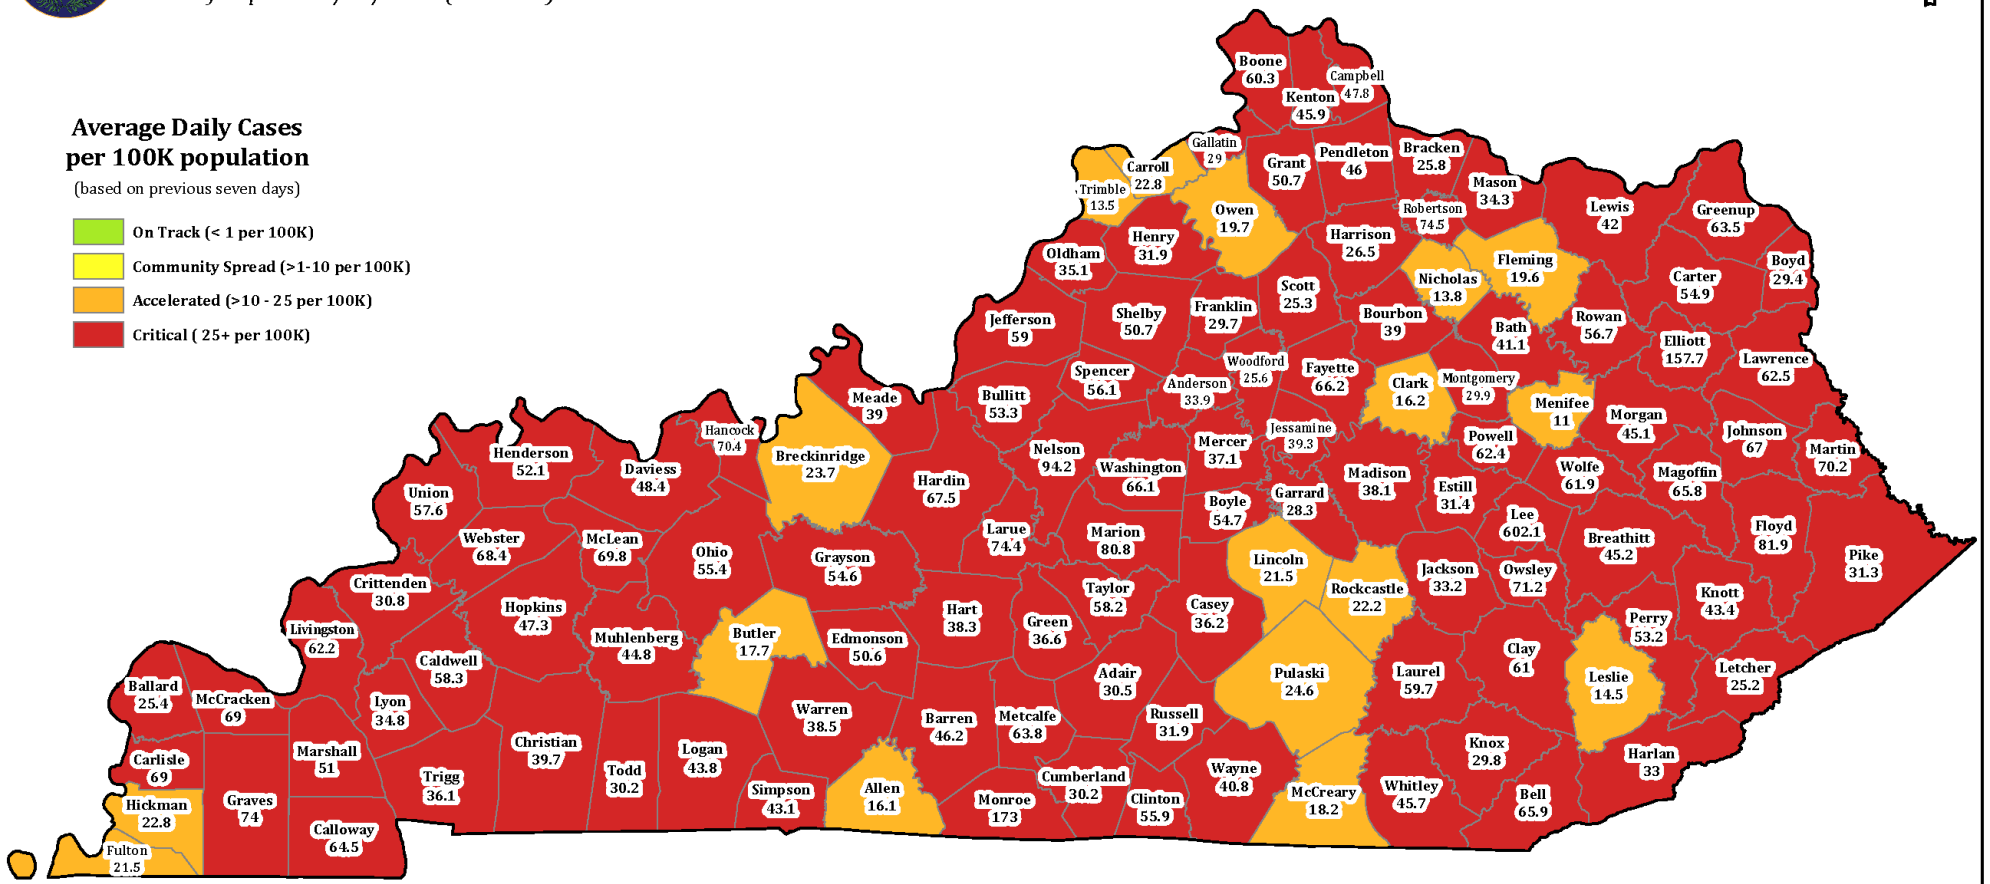 Average Daily Cases
per 100K population
(based on previous seven days)
On Track (< 1 per 100K)
Community Spread (>1-10 per 100K)
Accelerated (>10 - 25 per 100K)
Critical ( 25+ per 100K)
Boone
60.3
Campbell
47.8
Kenton
45.9
Gallatin
29
Carroll
22.8
Trimble
13.5
Grant
50.7
Pendleton
46
Bracken
25.8
Mason
34.3
Robertson
74.5
Lewis
42
Greenup
63.5
Owen
19.7
Henry
31.9
Oldham
35.1
Harrison
26.5
Nicholas
13.8
Fleming
19.6
Carter
54.9
Boyd
29.4
Jefferson
59
Shelby
50.7
Franklin
29.7
Scott
25.3
Bourbon
39
Bath
41.1
Rowan
56.7
Elliott
157.7
Lawrence
62.5
Meade
39
Bullitt
53.3
Spencer
56.1
Anderson
33.9
Woodford
25.6
Fayette
66.2
Clark
16.2
Montgomery
29.9
Menifee
11
Morgan
45.1
Johnson
67
Martin
70.2
Henderson
52.1
Daviess
48.4
Hancock
70.4
Breckinridge
23.7
Hardin
67.5
Nelson
94.2
Washington
66.1
Mercer
37.1
Jessamine
39.3
Madison
38.1
Powell
62.4
Estill
31.4
Wolfe
61.9
Magoffin
65.8
Union
57.6
Webster
68.4
McLean
69.8
Ohio
55.4
Grayson
54.6
Larue
74.4
Marion
80.8
Boyle
54.7
Garrard
28.3
Lincoln
21.5
Rockcastle
22.2
Jackson
33.2
Lee
602.1
Owsley
71.2
Breathitt
45.2
Floyd
81.9
Pike
31.3
Knott
43.4
Perry
53.2
Crittenden
30.8
Livingston
62.2
Hopkins
47.3
Muhlenberg
44.8
Butler
17.7
Edmonson
50.6
Hart
38.3
Green
36.6
Taylor
58.2
Casey
36.2
Pulaski
24.6
Laurel
59.7
Clay
61
Leslie
14.5
Letcher
25.2
Ballard
25.4
McCracken
69
Lyon
34.8
Caldwell
58.3
Christian
39.7
Todd
30.2
Logan
43.8
Warren
38.5
Barren
46.2
Metcalfe
63.8
Adair
30.5
Russell
31.9
Wayne
40.8
McCreary
18.2
Whitley
45.7
Knox
29.8
Bell
65.9
Harlan
33
Carlisle
69
Marshall
51
Trigg
36.1
Hickman
22.8
Graves
74
Calloway
64.5
Fulton
21.5
Simpson
43.1
Allen
16.1
Monroe
173
Cumberland
30.2
Clinton
55.9